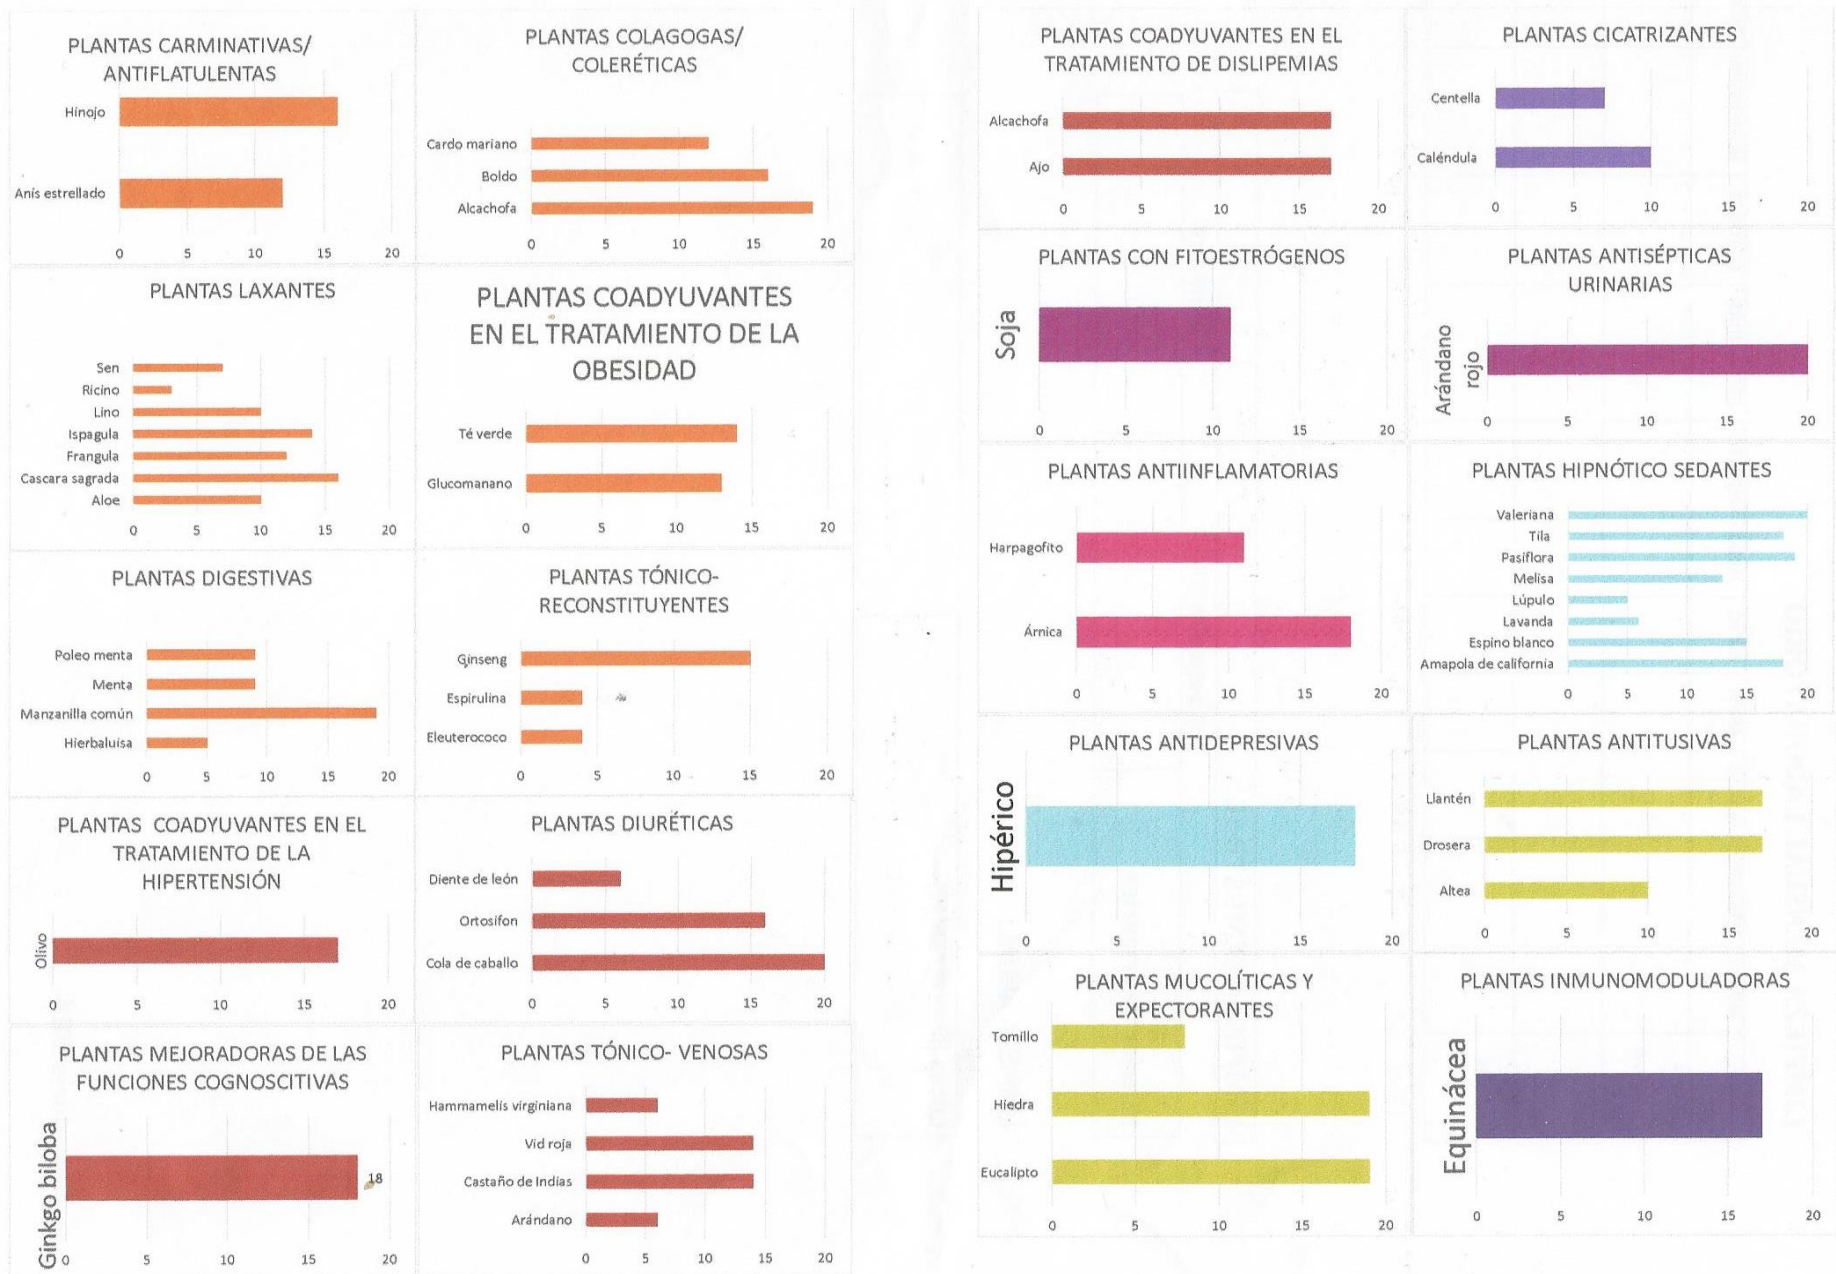 PLANTAS CARMINATIVAS/
ANTIFLATULENTAS
Hinojo
Anís estrellado
0 5 10 15 20
PLANTAS COLAGOGAS/
COLERÉTICAS
Cardo mariano
Boldo
Alcachofa
0 5 10 15 20
PLANTAS LAXANTES
Sen
Ricino
Lino
Ispagula
Frangula
Cascara sagrada
Aloe
0 5 10 15 20
PLANTAS COADYUVANTES
EN EL TRATAMIENTO DE LA
OBESIDAD
Té verde
Glucomanano
0 5 10 15 20
PLANTAS DIGESTIVAS
Poleo menta
Menta
Manzanilla común
Hierbaluisa
0 5 10 15 20
PLANTAS TÓNICO-
RECONSTITUYENTES
Ginseng
Espirulina
Eleuterococo
0 5 10 15 20
PLANTAS COADYUVANTES EN EL
TRATAMIENTO DE LA
HIPERTENSIÓN
Olivo
0 5 10 15 20
PLANTAS DIURÉTICAS
Diente de león
Ortosifon
Cola de caballo
0 5 10 15 20
PLANTAS MEJORADORAS DE LAS
FUNCIONES COGNOSCITIVAS
Ginkgo biloba
18
0 5 10 15 20
PLANTAS TÓNICO- VENOSAS
Hammamelis virginiana
Vid roja
Castaño de Indias
Arándano
0 5 10 15 20
PLANTAS COADYUVANTES EN EL
TRATAMIENTO DE DISLIPEMIAS
Alcachofa
Ajo
0 5 10 15 20
PLANTAS CICATRIZANTES
Centella
Caléndula
0 5 10 15 20
PLANTAS CON FITOESTRÓGENOS
Soja
0 5 10 15 20
PLANTAS ANTISÉPTICAS
URINARIAS
Arándano
rojo
0 5 10 15 20
PLANTAS ANTIINFLAMATORIAS
Harpagofito
Árnica
0 5 10 15 20
PLANTAS HIPNÓTICO SEDANTES
Valeriana
Tila
Pasiflora
Melisa
Lúpulo
Lavanda
Espino blanco
Amapola de california
0 5 10 15 20
PLANTAS ANTIDEPRESIVAS
Hipérico
0 5 10 15 20
PLANTAS ANTITUSIVAS
Llantén
Drosera
Altea
0 5 10 15 20
PLANTAS MUCOLÍTICAS Y
EXPECTORANTES
Tomillo
Hiedra
Eucalipto
0 5 10 15 20
PLANTAS INMUNOMODULADORAS
Equinácea
0 5 10 15 20